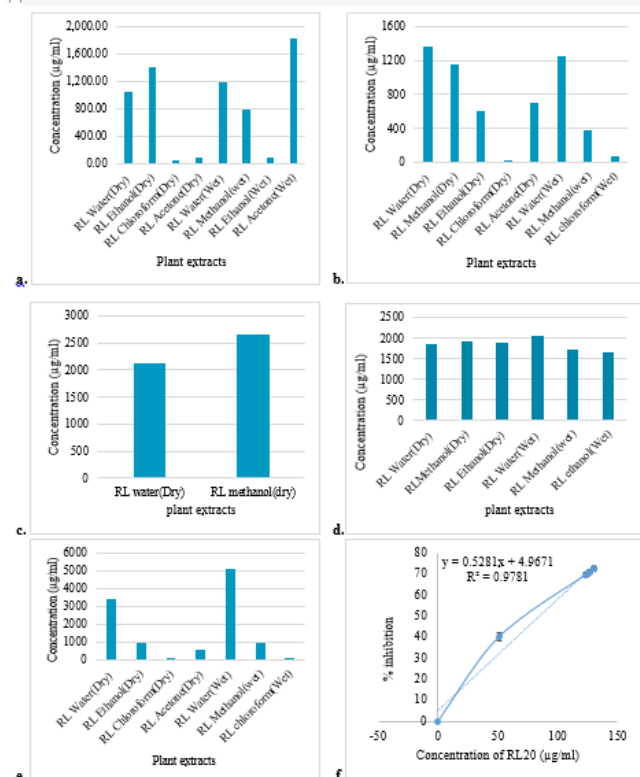 2,000.00
1,600.00
1,200.00
800.00
400.00
0.00
Concentration (µg/ml)
RL Water(Dry)
RL Ethanol(Dry)
RL Chloroform(Dry)
RL Acetone(Dry)
RL Water(Wet)
RL Methanol(wet)
RL Ethanol(Wet)
RL Acetone(Wet)
Plant extracts
a.
1600
1200
800
400
0
Concentration (µg/ml)
RL Water(Dry)
RL Methanol(Dry)
RL Ethanol(Dry)
RL Chloroform(Dry)
RL Acetone(Dry)
RL Water(Wet)
RL Methanol(wet)
RL chloroform(Wet)
Plant extracts
b.
3000
2500
2000
1500
1000
500
0
Concentration (µg/ml)
RL water(Dry)
RL methanol(dry)
plant extracts
c.
2500
2000
1500
1000
500
0
Concentration (µg/ml)
RL Water(Dry)
RLMethanol(Dry)
RL Ethanol(Dry)
RL Water(Wet)
RL Methanol(wet)
RL ethanol(Wet)
plant extracts
d.
6000
5000
4000
3000
2000
1000
0
Concentration (µg/ml)
RL Water(Dry)
RL Ethanol(Dry)
RL Chloroform(Dry)
RL Acetone(Dry)
RL Water(Wet)
RL Methanol(wet)
RL chloroform(Wet)
Plant extracts
e
80
70
60
50
40
30
20
10
0
% inhibition
y = 0.5281x + 4.9671
R² = 0.9781
-50
0
50
100
150
Concentration of RL20 (µg/ml)
f